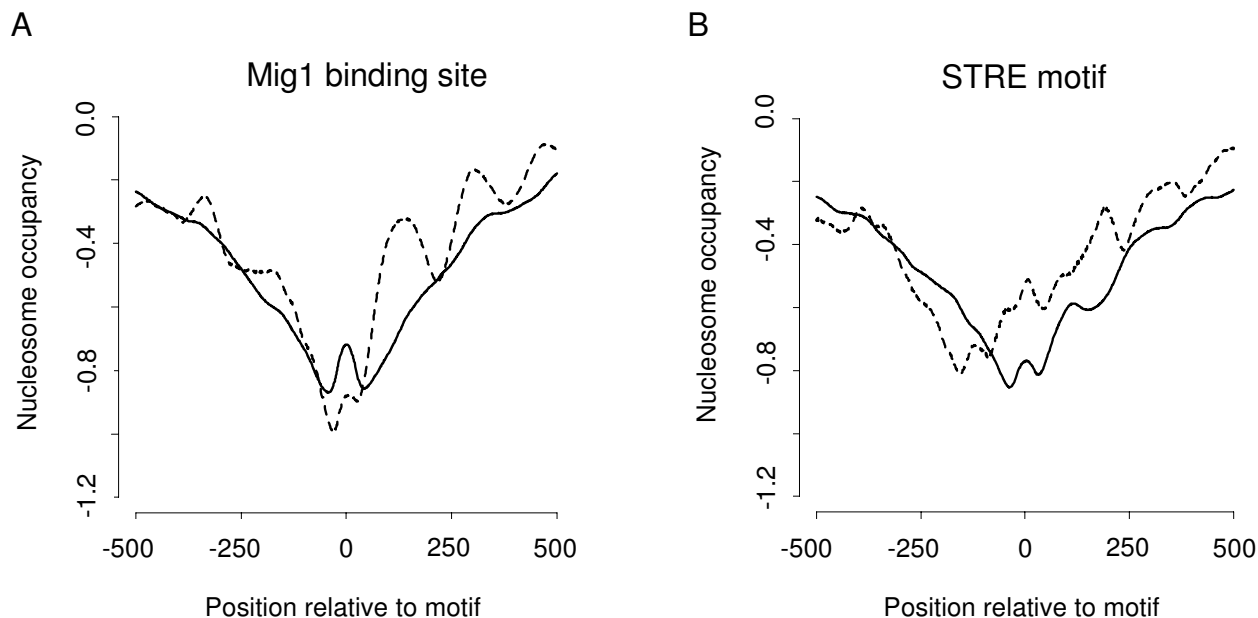 A
Mig1 binding site
Nucleosome occupancy
0.0
-0.4
-0.8
-1.2
-500
-250
0
250
500
Position relative to motif
B
STRE motif
Nucleosome occupancy
0.0
-0.4
-0.8
-1.2
-500
-250
0
250
500
Position relative to motif